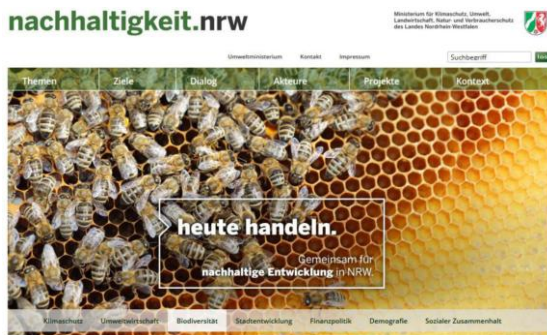 nachhaltigkeit.nrw
Ministerium für Klimaschutz, Umwelt,
Landwirtschaft, Natur- und Verbraucherschutz
des Landes Nordrhein-Westfalen
Umweltministerium Kontakt Impressum
Suchbegriff
Themen Ziele Dialog Akteure Projekte Kontext
heute handeln.
Gemeinsam für
nachhaltige Entwicklung in NRW.
Klimaschutz Umweltwirtschaft Biodiversität Stadtentwicklung Finanzpolitik Demografie Sozialer Zusammenhalt